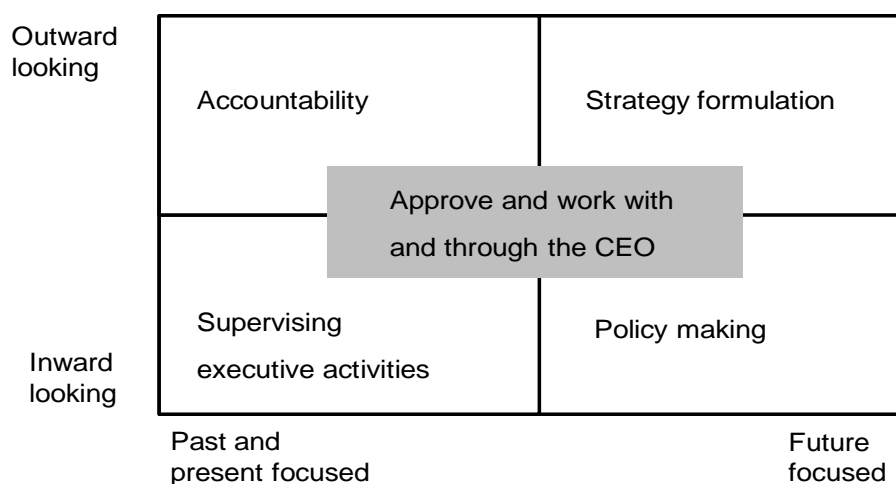 Outward
looking
Accountability
Strategy formulation
Approve and work with
and through the CEO
Supervising
executive activities
Policy making
Inward
looking
Past and
present focused
Future
focused